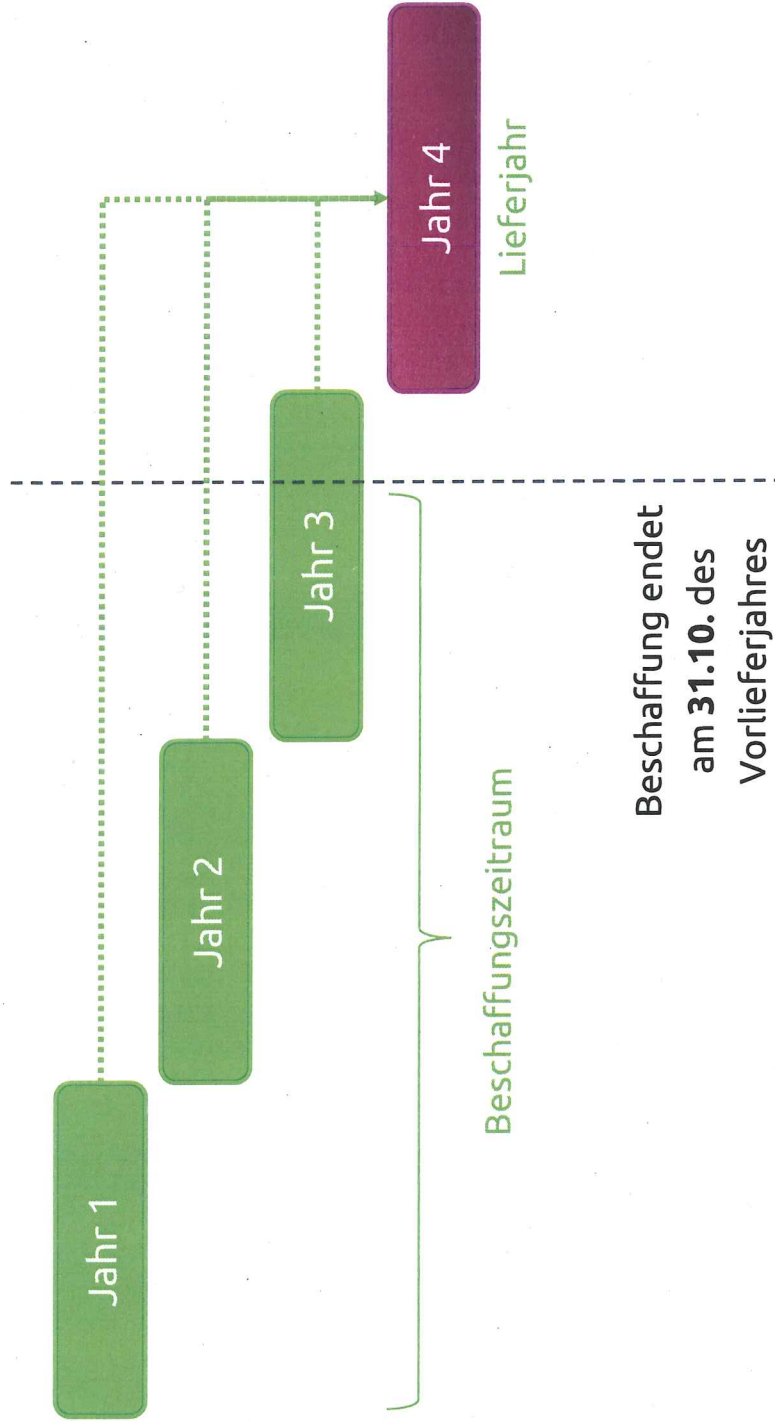 Jahr 1
Jahr 2
Jahr 3
Jahr 4
Lieferjahr
Beschaffungszeitraum
Beschaffung endet
am 31.10. des
Vorlieferjahres